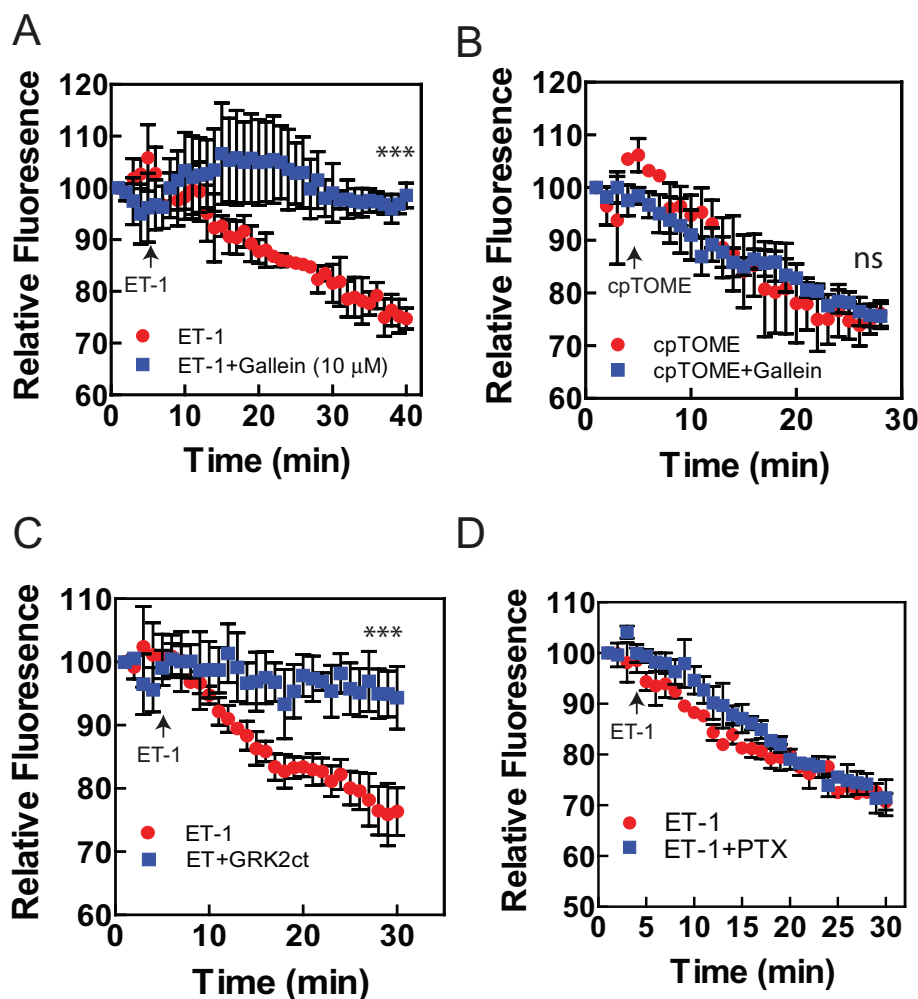 A
Relative Fluoresence
120
110
100
90
80
70
60
***
ET-1
ET-1
ET-1+Gallein (10 μM)
0 10 20 30 40
Time (min)
B
Relative Fluoresence
120
110
100
90
80
70
60
ns
cpTOME
cpTOME
cpTOME+Gallein
0 10 20 30
Time (min)
C
Relative Fluoresence
110
100
90
80
70
60
***
ET-1
ET-1
ET+GRK2ct
0 10 20 30
Time (min)
D
Relative Fluoresence
110
100
90
80
70
60
50
ET-1
ET-1
ET-1+PTX
0 5 10 15 20 25 30
Time (min)